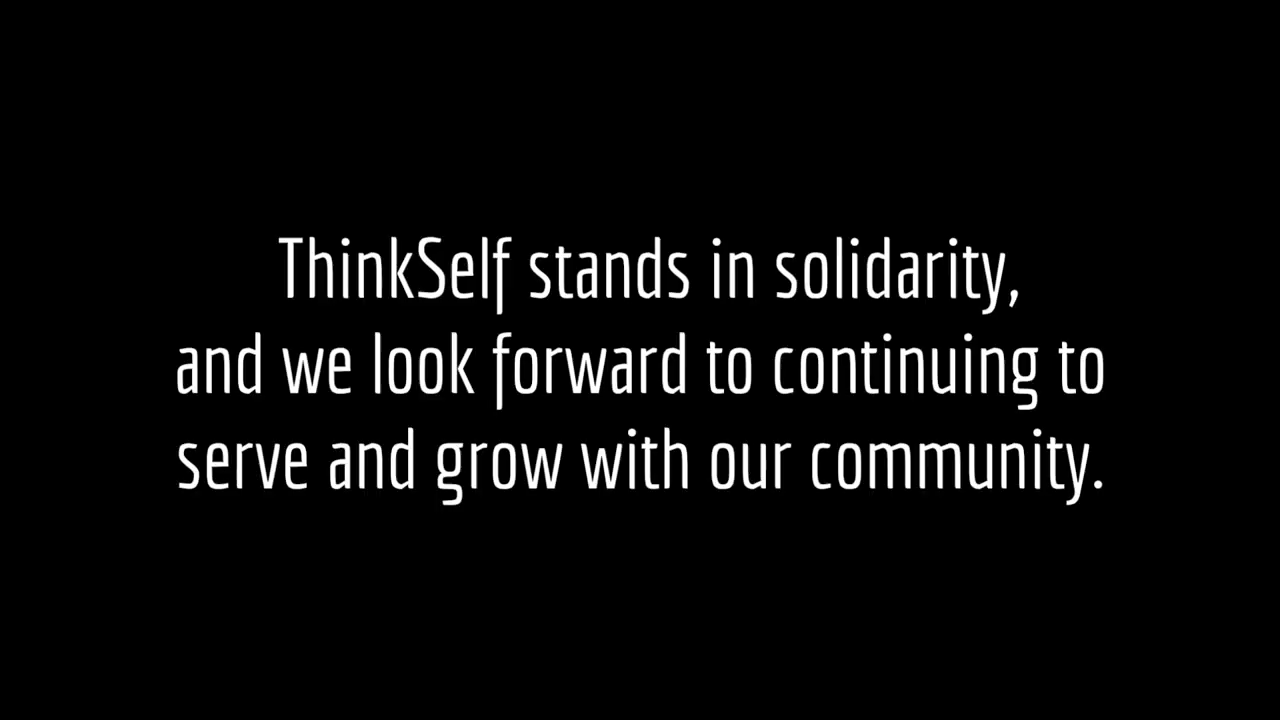 ThinkSelf stands in solidarity,
and we look forward to continuing to
serve and grow with our community.